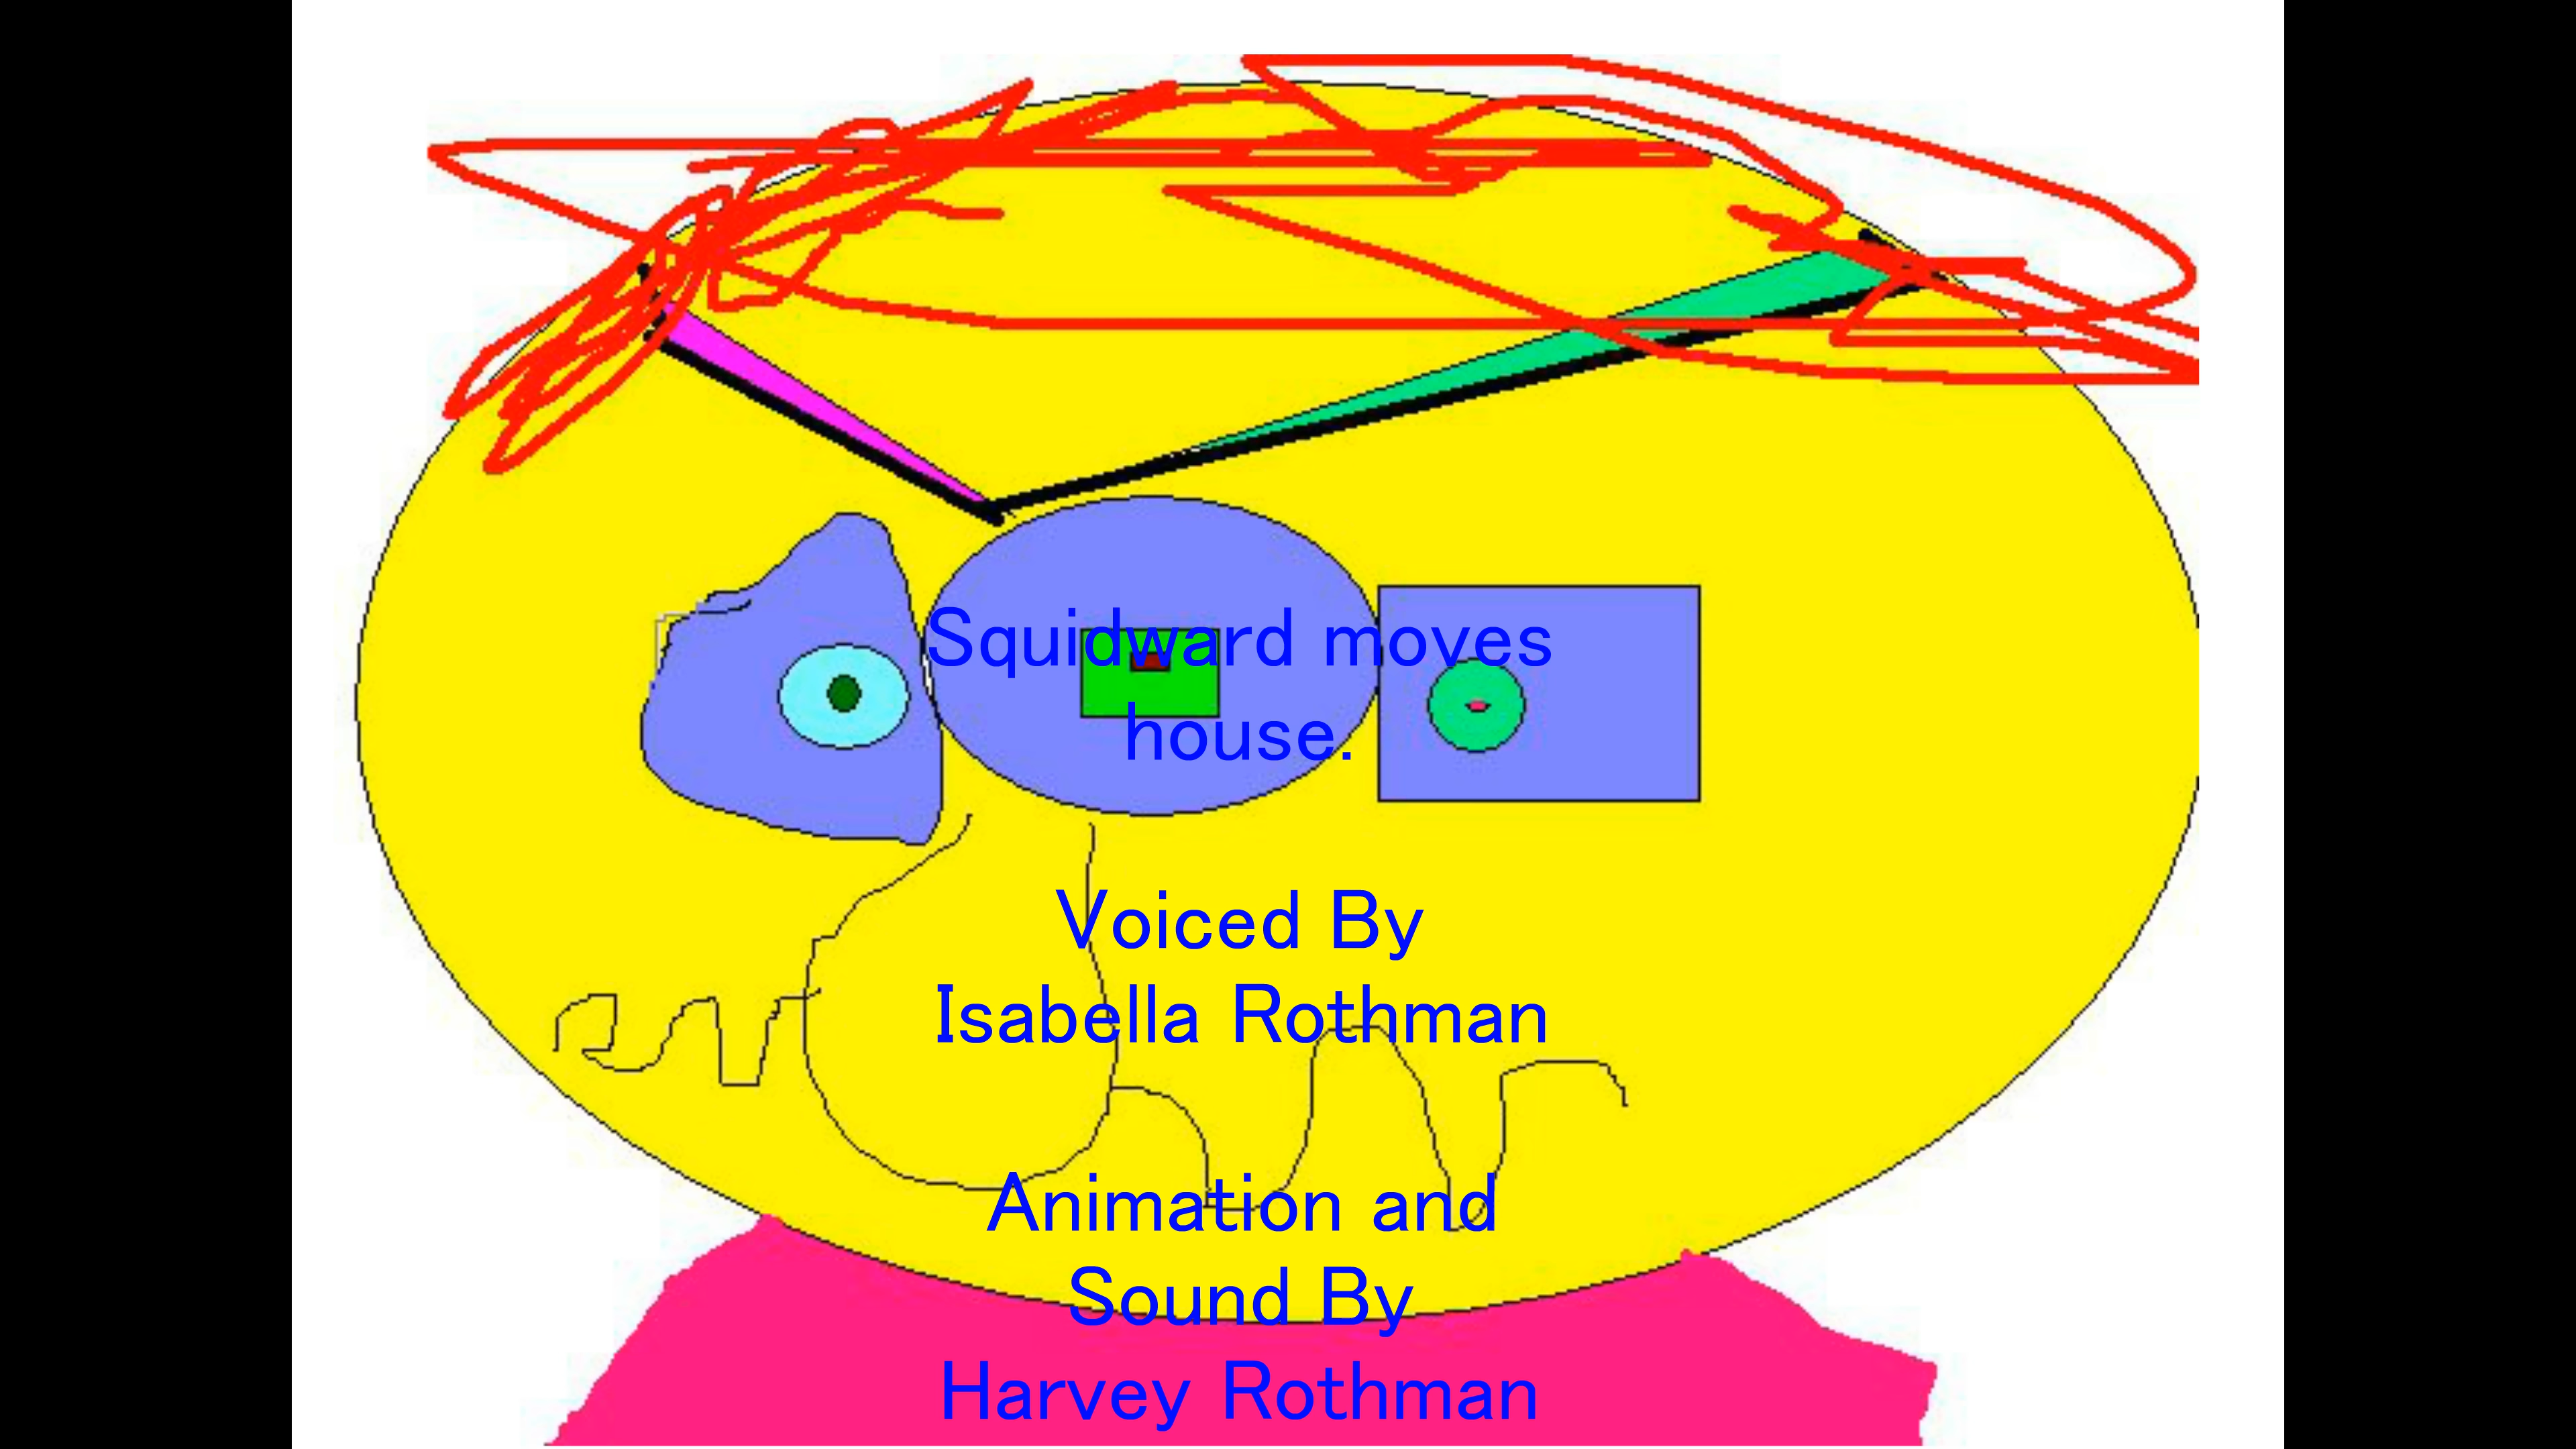 Squidward moves
house.
Voiced By
Isabella Rothman
Animation and
Sound By
Harvey Rothman